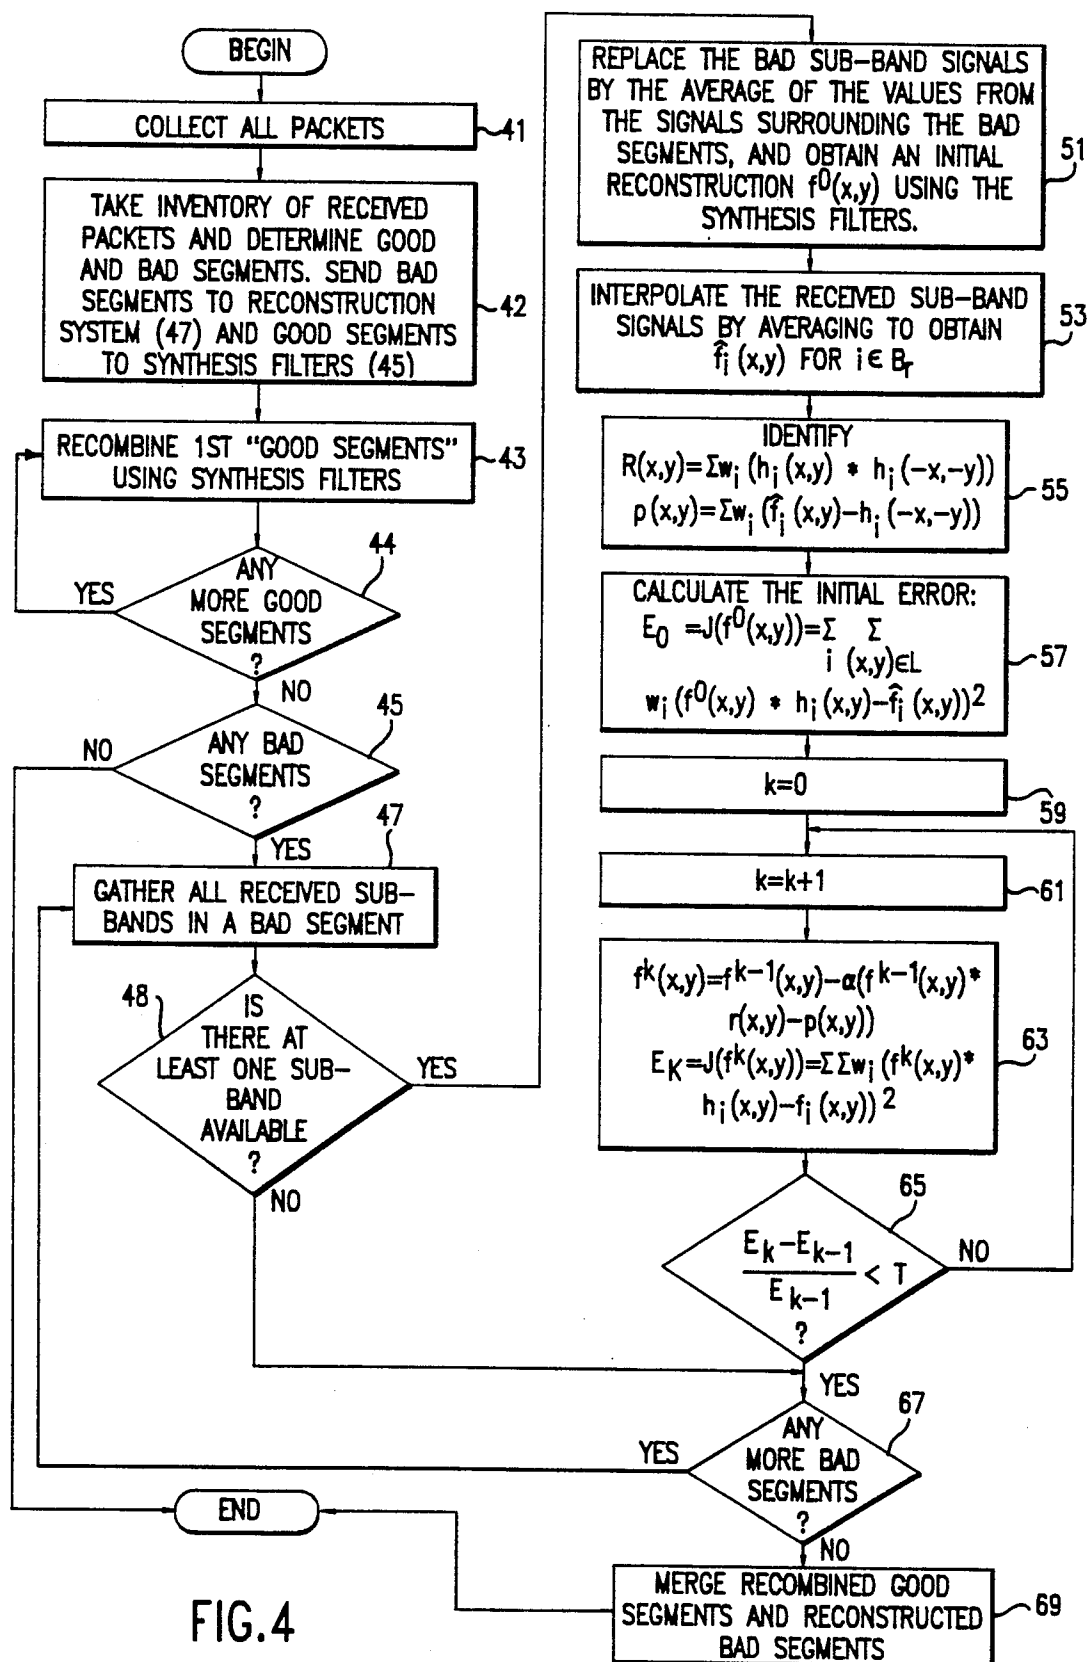 BEGIN
COLLECT ALL PACKETS
41
TAKE INVENTORY OF RECEIVED
PACKETS AND DETERMINE GOOD
AND BAD SEGMENTS. SEND BAD
SEGMENTS TO RECONSTRUCTION
SYSTEM (47) AND GOOD SEGMENTS
TO SYNTHESIS FILTERS (45)
42
RECOMBINE 1ST "GOOD SEGMENTS"
USING SYNTHESIS FILTERS
43
44
ANY
MORE GOOD
SEGMENTS
?
YES
NO
45
ANY BAD
SEGMENTS
?
NO
YES
47
GATHER ALL RECEIVED SUB-
BANDS IN A BAD SEGMENT
48
IS
THERE AT
LEAST ONE SUB-
BAND
AVAILABLE
?
YES
NO
REPLACE THE BAD SUB-BAND SIGNALS
BY THE AVERAGE OF THE VALUES FROM
THE SIGNALS SURROUNDING THE BAD
SEGMENTS, AND OBTAIN AN INITIAL
RECONSTRUCTION f⁰(x,y) USING THE
SYNTHESIS FILTERS.
51
INTERPOLATE THE RECEIVED SUB-BAND
SIGNALS BY AVERAGING TO OBTAIN
f̂ᵢ(x,y) FOR i ∈ Bᵣ
53
IDENTIFY
R(x,y)=Σwᵢ(hᵢ(x,y) * hᵢ(-x,-y))
p(x,y)=Σwᵢ(f̂ᵢ(x,y)-hᵢ(-x,-y))
55
CALCULATE THE INITIAL ERROR:
E₀ =J(f⁰(x,y))=Σ Σ
i (x,y)∈L
wᵢ(f⁰(x,y) * hᵢ(x,y)-f̂ᵢ(x,y))²
57
k=0
59
k=k+1
61
fᵏ(x,y)=fᵏ⁻¹(x,y)-α(fᵏ⁻¹(x,y)*
r(x,y)-p(x,y))
E_K=J(fᵏ(x,y))=ΣΣwᵢ(fᵏ(x,y)*
hᵢ(x,y)-fᵢ(x,y))²
63
65
E_k-E_k-1
E_k-1
< T
?
NO
YES
67
ANY
MORE BAD
SEGMENTS
?
YES
NO
MERGE RECOMBINED GOOD
SEGMENTS AND RECONSTRUCTED
BAD SEGMENTS
69
END
FIG.4